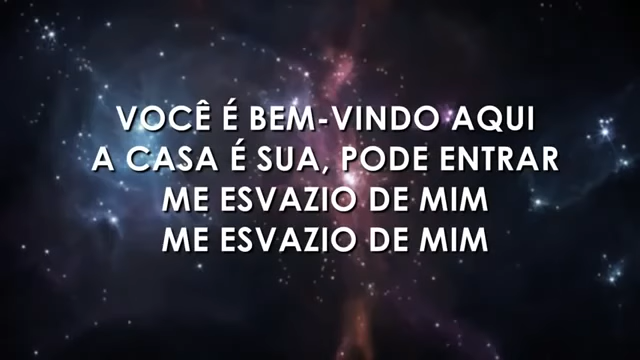 VOCÊ É BEM-VINDO AQUI
A CASA É SUA, PODE ENTRAR
ME ESVAZIO DE MIM
ME ESVAZIO DE MIM